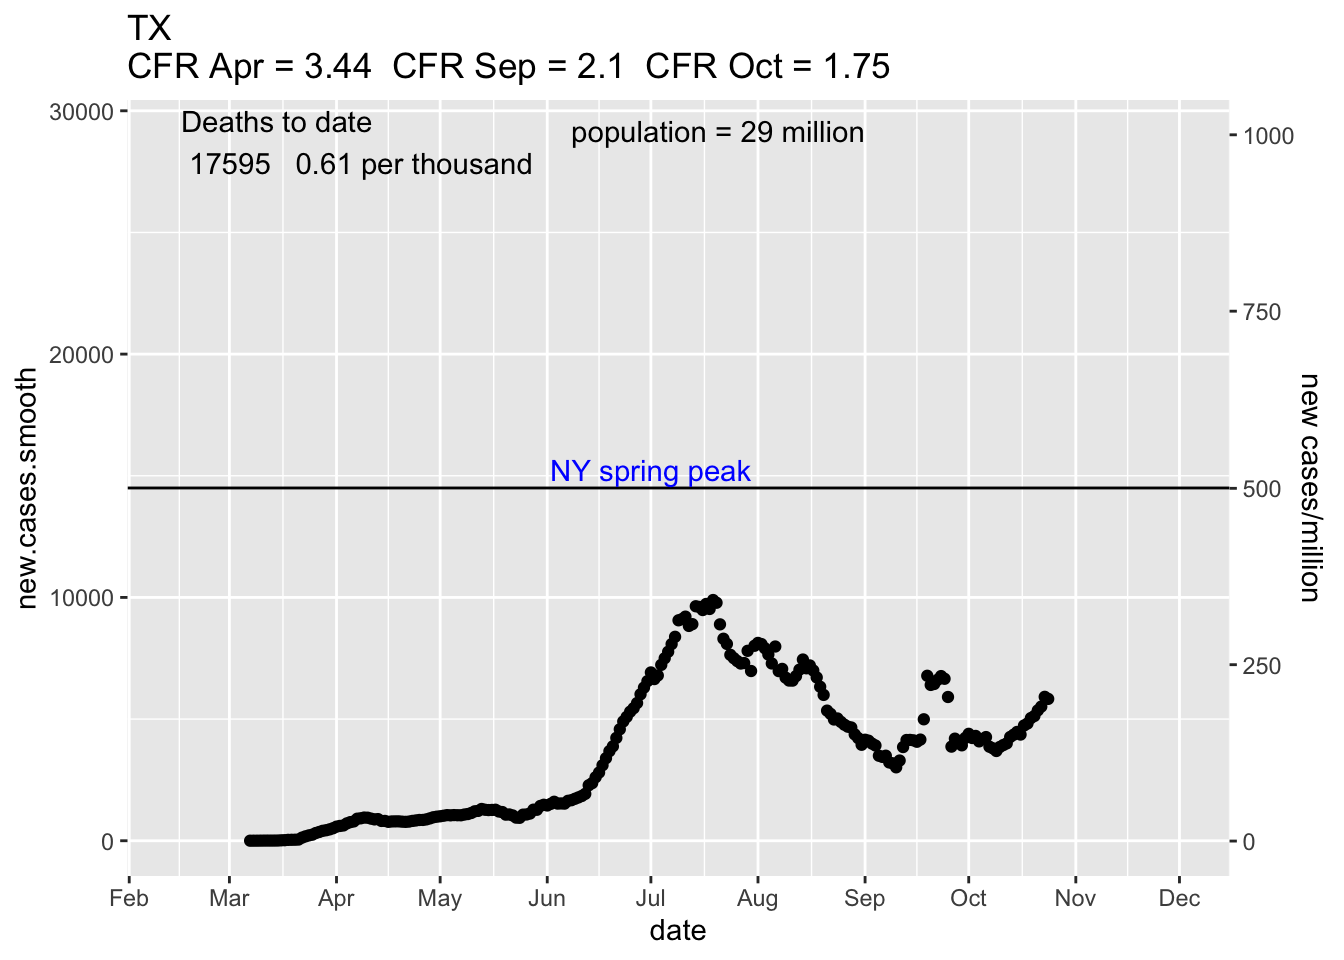 TX
CFR Apr = 3.44  CFR Sep = 2.1  CFR Oct = 1.75
30000
20000
10000
0
new.cases.smooth
Deaths to date
17595   0.61 per thousand
population = 29 million
NY spring peak
1000
750
500
250
0
new cases/million
Feb Mar Apr May Jun Jul Aug Sep Oct Nov Dec
date